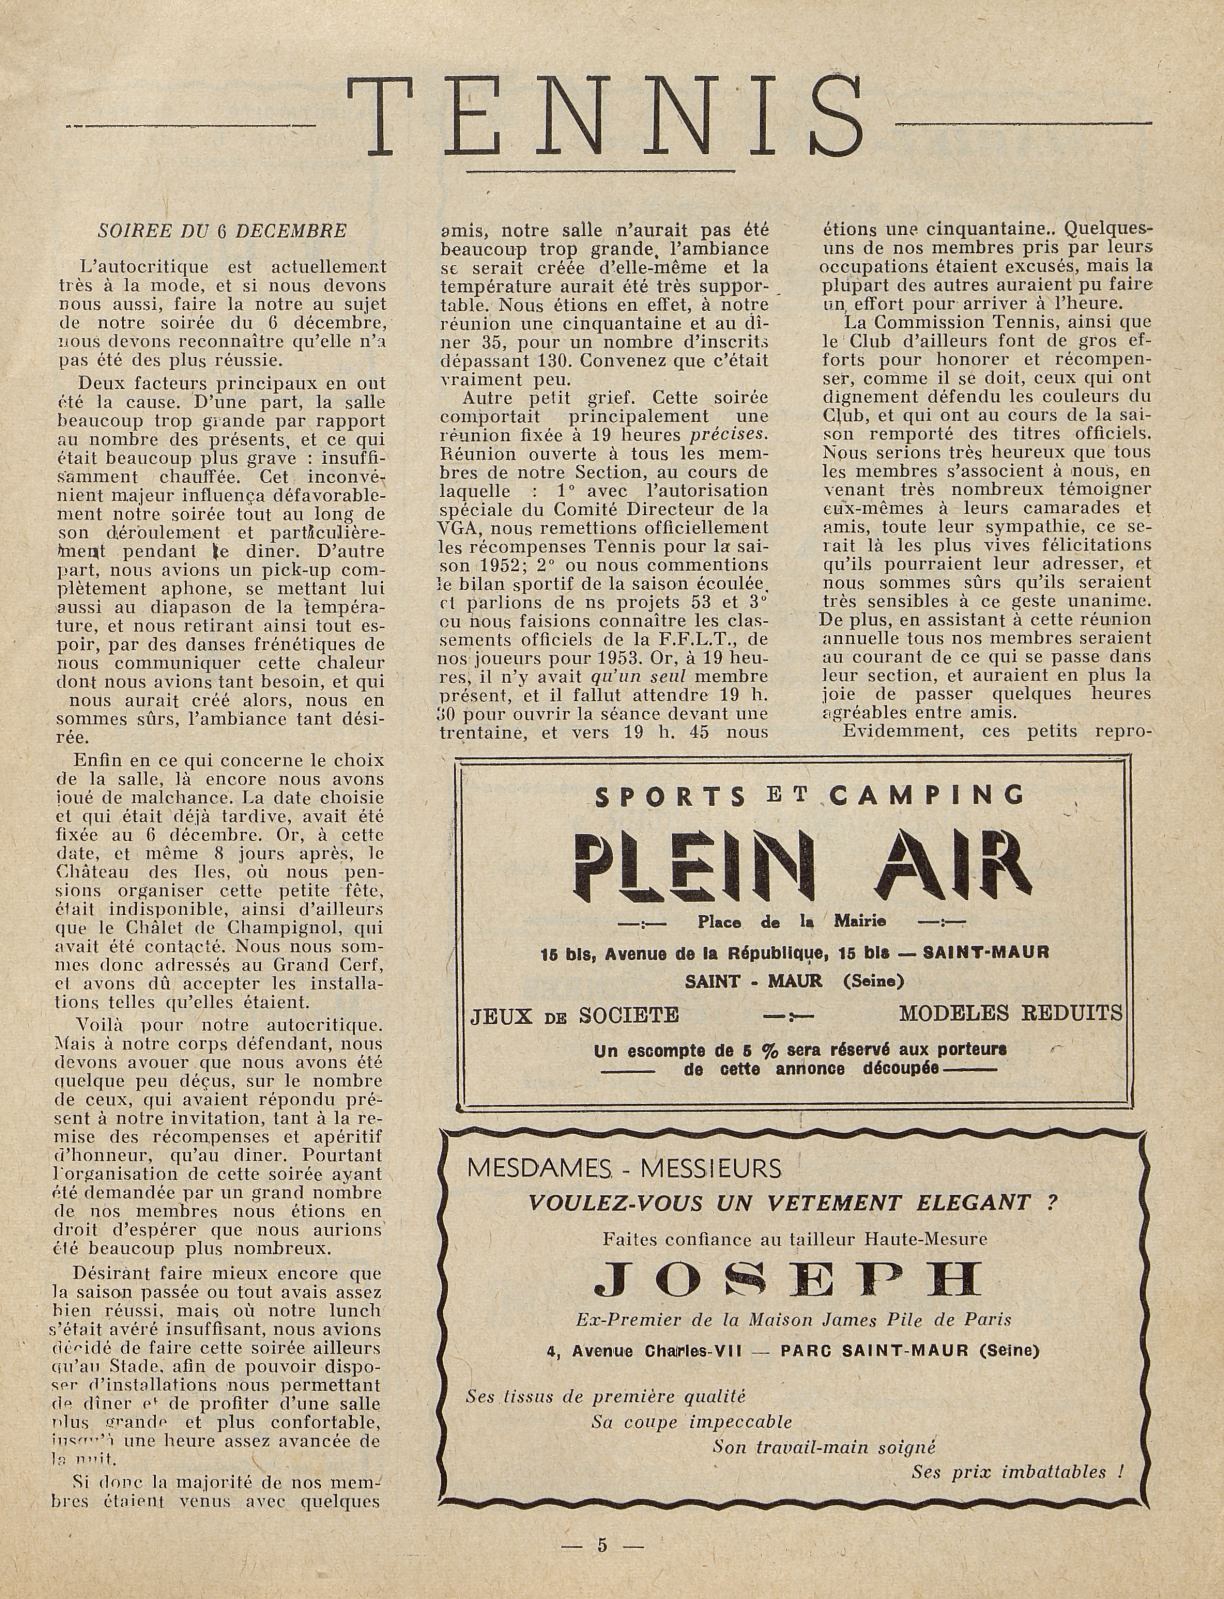 TENNIS
SOIREE DU 6 DECEMBRE
L'autocritique est actuellement
très à la mode, et si nous devons
nous aussi, faire la notre au sujet
de notre soirée du 6 décembre,
nous devons reconnaître qu'elle n'a
pas été des plus réussie.
Deux facteurs principaux en ont
été la cause. D'une part, la salle
beaucoup trop grande par rapport
au nombre des présents, et ce qui
était beaucoup plus grave : insuffi-
samment chauffée. Cet inconvé-
nient majeur influença défavorable-
ment notre soirée tout au long de
son déroulement et particulière-
ment pendant le diner. D'autre
part, nous avions un pick-up com-
plètement aphone, se mettant lui
aussi au diapason de la tempéra-
ture, et nous retirant ainsi tout es-
poir, par des danses frénétiques de
nous communiquer cette chaleur
dont nous avions tant besoin, et qui
nous aurait créé alors, nous en
sommes sûrs, l'ambiance tant dési-
rée.
Enfin en ce qui concerne le choix
de la salle, là encore nous avons
joué de malchance. La date choisie
et qui était déjà tardive, avait été
fixée au 6 décembre. Or, à cette
date, et même 8 jours après, le
Château des Iles, où nous pen-
sions organiser cette petite fête,
était indisponible, ainsi d'ailleurs
que le Châlet de Champignol, qui
avait été contacté. Nous nous som-
mes donc adressés au Grand Cerf,
et avons dû accepter les installa-
tions telles qu'elles étaient.
Voilà pour notre autocritique.
Mais à notre corps défendant, nous
devons avouer que nous avons été
quelque peu déçus, sur le nombre
de ceux, qui avaient répondu pré-
sent à notre invitation, tant à la re-
mise des récompenses et apéritif
d'honneur, qu'au diner. Pourtant
l'organisation de cette soirée ayant
été demandée par un grand nombre
de nos membres nous étions en
droit d'espérer que nous aurions
été beaucoup plus nombreux.
Désirant faire mieux encore que
la saison passée ou tout avais assez
bien réussi, mais où notre lunch
s'était avéré insuffisant, nous avions
décidé de faire cette soirée ailleurs
qu'au Stade, afin de pouvoir dispo-
ser d'installations nous permettant
de dîner et de profiter d'une salle
plus grande et plus confortable,
jusqu'à une heure assez avancée de
la nuit.
Si donc la majorité de nos mem-
bres étaient venus avec quelques
amis, notre salle n'aurait pas été
beaucoup trop grande, l'ambiance
se serait créée d'elle-même et la
température aurait été très suppor-
table. Nous étions en effet, à notre
réunion une cinquantaine et au dî-
ner 35, pour un nombre d'inscrits
dépassant 130. Convenez que c'était
vraiment peu.
Autre petit grief. Cette soirée
comportait principalement une
réunion fixée à 19 heures précises.
Réunion ouverte à tous les mem-
bres de notre Section, au cours de
laquelle : 1° avec l'autorisation
spéciale du Comité Directeur de la
VGA, nous remettions officiellement
les récompenses Tennis pour la sai-
son 1952; 2° ou nous commentions
le bilan sportif de la saison écoulée,
et parlions de ns projets 53 et 3°
ou nous faisions connaître les clas-
sements officiels de la F.F.L.T., de
nos joueurs pour 1953. Or, à 19 heu-
res, il n'y avait qu'un seul membre
présent, et il fallut attendre 19 h.
30 pour ouvrir la séance devant une
trentaine, et vers 19 h. 45 nous
étions une cinquantaine.. Quelques-
uns de nos membres pris par leurs
occupations étaient excusés, mais la
plupart des autres auraient pu faire
un effort pour arriver à l'heure.
La Commission Tennis, ainsi que
le Club d'ailleurs font de gros ef-
forts pour honorer et récompen-
ser, comme il se doit, ceux qui ont
dignement défendu les couleurs du
Club, et qui ont au cours de la sai-
son remporté des titres officiels.
Nous serions très heureux que tous
les membres s'associent à nous, en
venant très nombreux témoigner
eux-mêmes à leurs camarades et
amis, toute leur sympathie, ce se-
rait là les plus vives félicitations
qu'ils pourraient leur adresser, et
nous sommes sûrs qu'ils seraient
très sensibles à ce geste unanime.
De plus, en assistant à cette réunion
annuelle tous nos membres seraient
au courant de ce qui se passe dans
leur section, et auraient en plus la
joie de passer quelques heures
agréables entre amis.
Evidemment, ces petits repro-
SPORTS ET CAMPING
PLEIN AIR
—:— Place de la Mairie —:—
15 bis, Avenue de la République, 15 bis — SAINT-MAUR
SAINT - MAUR (Seine)
JEUX DE SOCIETE —:— MODELES REDUITS
Un escompte de 5 % sera réservé aux porteurs
de cette annonce découpée
MESDAMES - MESSIEURS
VOULEZ-VOUS UN VETEMENT ELEGANT ?
Faites confiance au tailleur Haute-Mesure
JOSEPH
Ex-Premier de la Maison James Pile de Paris
4, Avenue Charles-VII — PARC SAINT-MAUR (Seine)
Ses tissus de première qualité
Sa coupe impeccable
Son travail-main soigné
Ses prix imbattables !
— 5 —